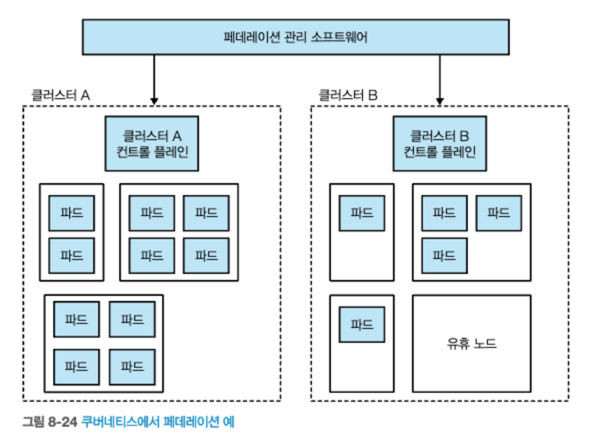 페데레이션 관리 소프트웨어
클러스터 A
클러스터 A
컨트롤 플레인
파드
파드
파드
파드
파드
파드
파드
파드
파드
파드
클러스터 B
클러스터 B
컨트롤 플레인
파드
파드
파드
파드
파드
유휴 노드
그림 8-24 쿠버네티스에서 페데레이션 예